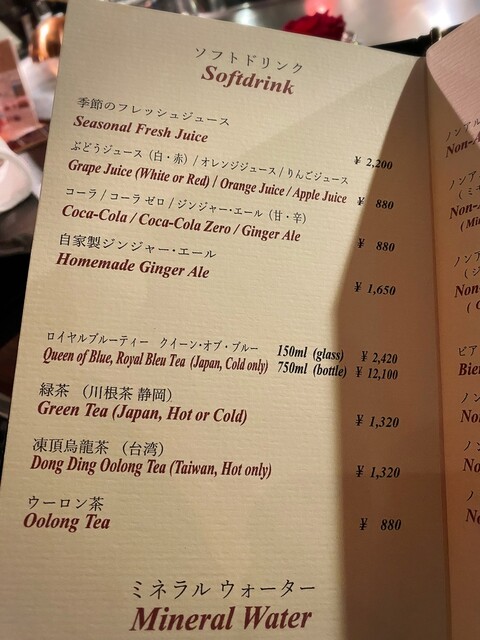 ソフトドリンク
Softdrink
季節のフレッシュジュース
Seasonal Fresh Juice
¥ 2,200
ぶどうジュース（白・赤）/ オレンジジュース / りんごジュース
Grape Juice (White or Red) / Orange Juice / Apple Juice
¥ 880
コーラ / コーラ ゼロ / ジンジャー・エール（甘・辛）
Coca-Cola / Coca-Cola Zero / Ginger Ale
¥ 880
自家製ジンジャー・エール
Homemade Ginger Ale
¥ 1,650
ロイヤルブルーティー クイーン・オブ・ブルー
Queen of Blue, Royal Bleu Tea (Japan, Cold only)
150ml (glass) ¥ 2,420
750ml (bottle) ¥ 12,100
緑茶 （川根茶 静岡）
Green Tea (Japan, Hot or Cold)
¥ 1,320
凍頂烏龍茶 （台湾）
Dong Ding Oolong Tea (Taiwan, Hot only)
¥ 1,320
ウーロン茶
Oolong Tea
¥ 880
ミネラル ウォーター
Mineral Water